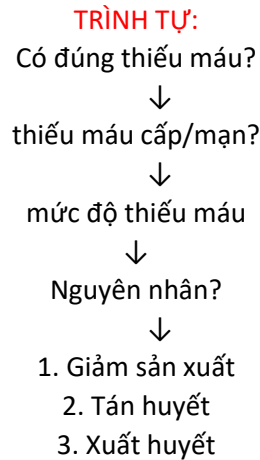 TRÌNH TỰ:
Có đúng thiếu máu?
↓
thiếu máu cấp/mạn?
↓
mức độ thiếu máu
↓
Nguyên nhân?
↓
1. Giảm sản xuất
2. Tán huyết
3. Xuất huyết